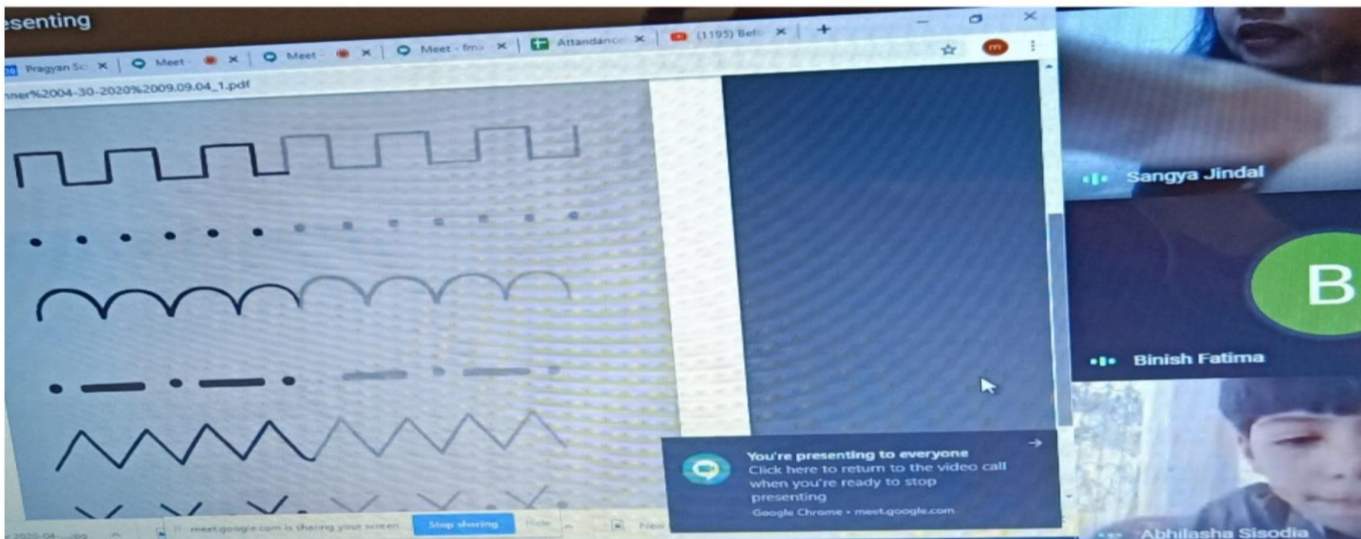 esenting
Pragyan Sc
Meet -
Meet -
Meet - fma
Attandance
(1195) Bef
m
nner%2004-30-2020%2009.09.04_1.pdf
Sangya Jindal
B
Binish Fatima
You're presenting to everyone
Click here to return to the video call
when you're ready to stop
presenting
Google Chrome • meet.google.com
meet.google.com is sharing your screen
Stop sharing
Hide
New
Abhilasha Sisodia